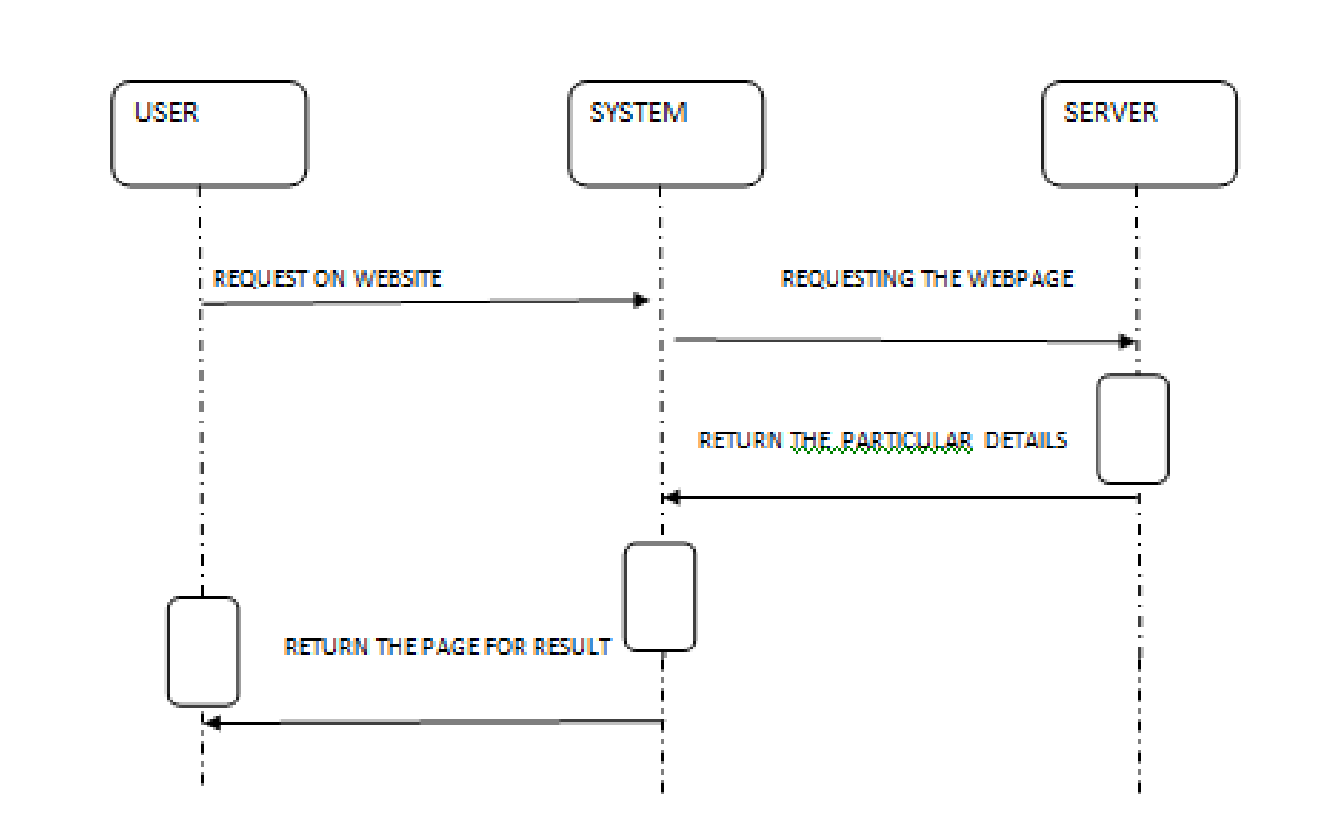 USER
SYSTEM
SERVER
REQUEST ON WEBSITE
REQUESTING THE WEBPAGE
RETURN THE PARTICULAR DETAILS
RETURN THE PAGE FOR RESULT